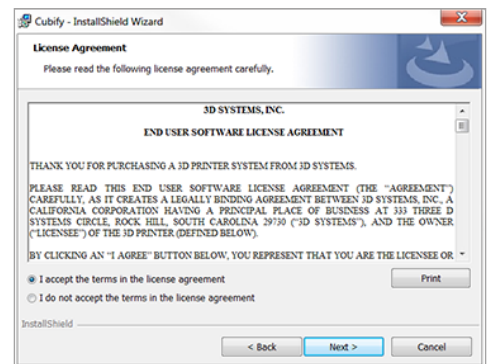 Cubify - InstallShield Wizard
License Agreement
Please read the following license agreement carefully.
3D SYSTEMS, INC.
END USER SOFTWARE LICENSE AGREEMENT
THANK YOU FOR PURCHASING A 3D PRINTER SYSTEM FROM 3D SYSTEMS.
PLEASE READ THIS END USER SOFTWARE LICENSE AGREEMENT (THE “AGREEMENT”)
CAREFULLY, AS IT CREATES A LEGALLY BINDING AGREEMENT BETWEEN 3D SYSTEMS, INC., A
CALIFORNIA CORPORATION HAVING A PRINCIPAL PLACE OF BUSINESS AT 333 THREE D
SYSTEMS CIRCLE, ROCK HILL, SOUTH CAROLINA 29730 (“3D SYSTEMS”), AND THE OWNER
(“LICENSEE”) OF THE 3D PRINTER (DEFINED BELOW).
BY CLICKING AN “I AGREE” BUTTON BELOW, YOU REPRESENT THAT YOU ARE THE LICENSEE OR
I accept the terms in the license agreement
Print
I do not accept the terms in the license agreement
InstallShield
< Back
Next >
Cancel